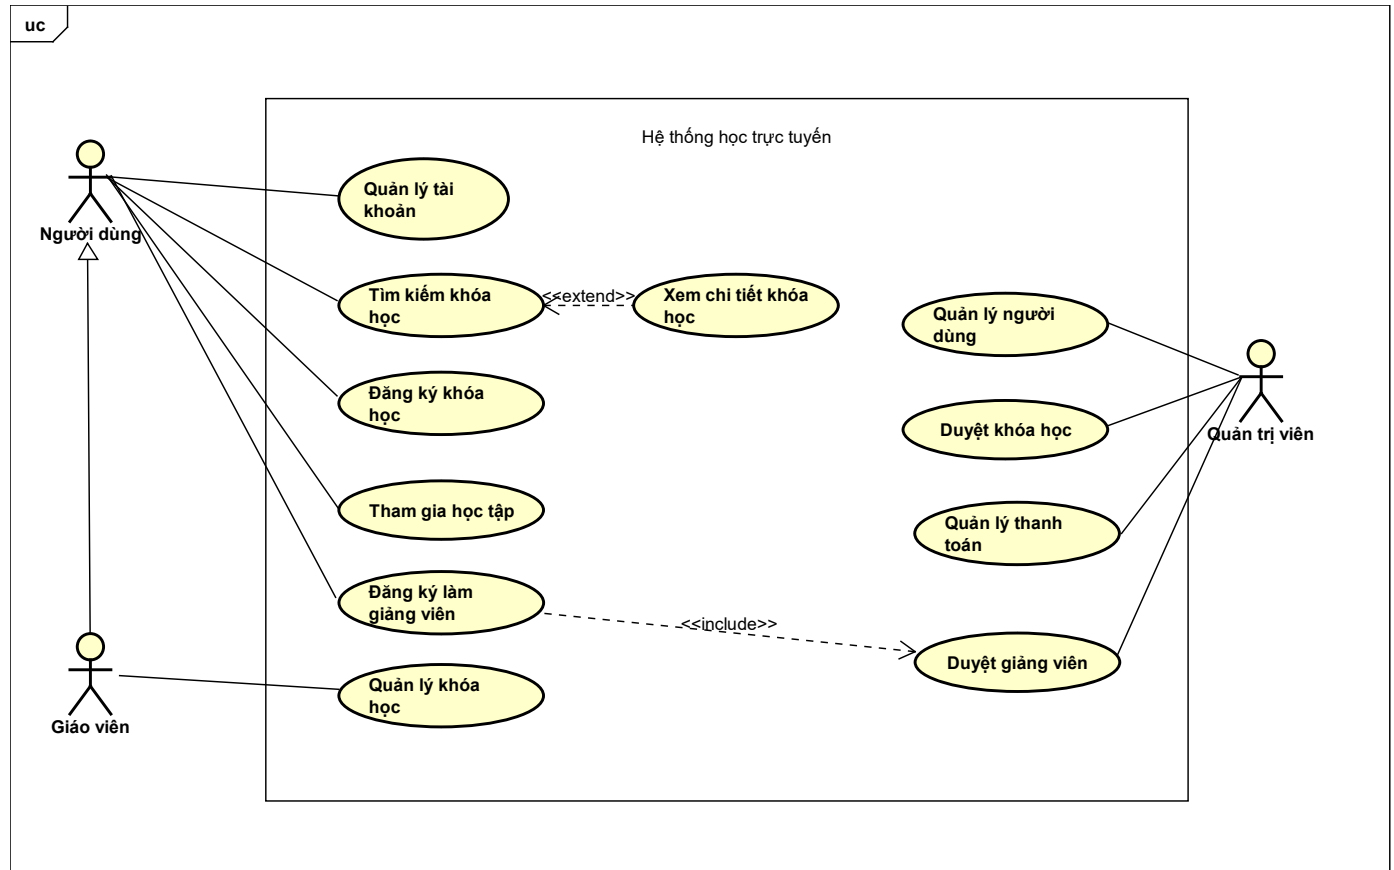 uc
Hệ thống học trực tuyến
Quản lý tài
khoản
Người dùng
Tìm kiếm khóa
học
<<extend>>
Xem chi tiết khóa
học
Quản lý người
dùng
Đăng ký khóa
học
Duyệt khóa học
Quản trị viên
Tham gia học tập
Quản lý thanh
toán
Đăng ký làm
giảng viên
<<include>>
Duyệt giảng viên
Quản lý khóa
học
Giáo viên